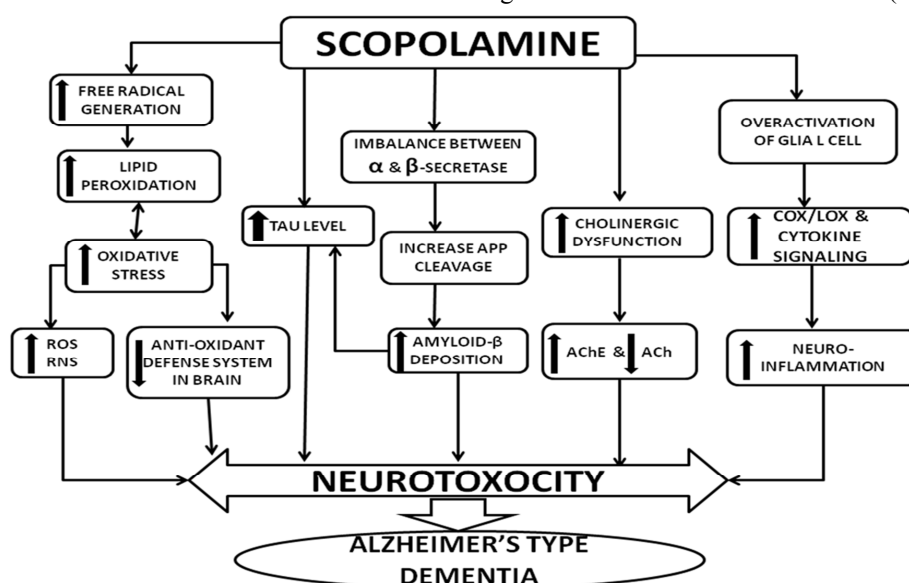 SCOPOLAMINE
FREE RADICAL
GENERATION
LIPID
PEROXIDATION
OXIDATIVE
STRESS
ROS
RNS
ANTI-OXIDANT
DEFENSE SYSTEM
IN BRAIN
TAU LEVEL
IMBALANCE BETWEEN
α & β-SECRETASE
INCREASE APP
CLEAVAGE
AMYLOID-β
DEPOSITION
CHOLINERGIC
DYSFUNCTION
AChE & ACh
OVERACTIVATION
OF GLIA L CELL
COX/LOX &
CYTOKINE
SIGNALING
NEURO-
INFLAMMATION
NEUROTOXOCITY
ALZHEIMER'S TYPE
DEMENTIA